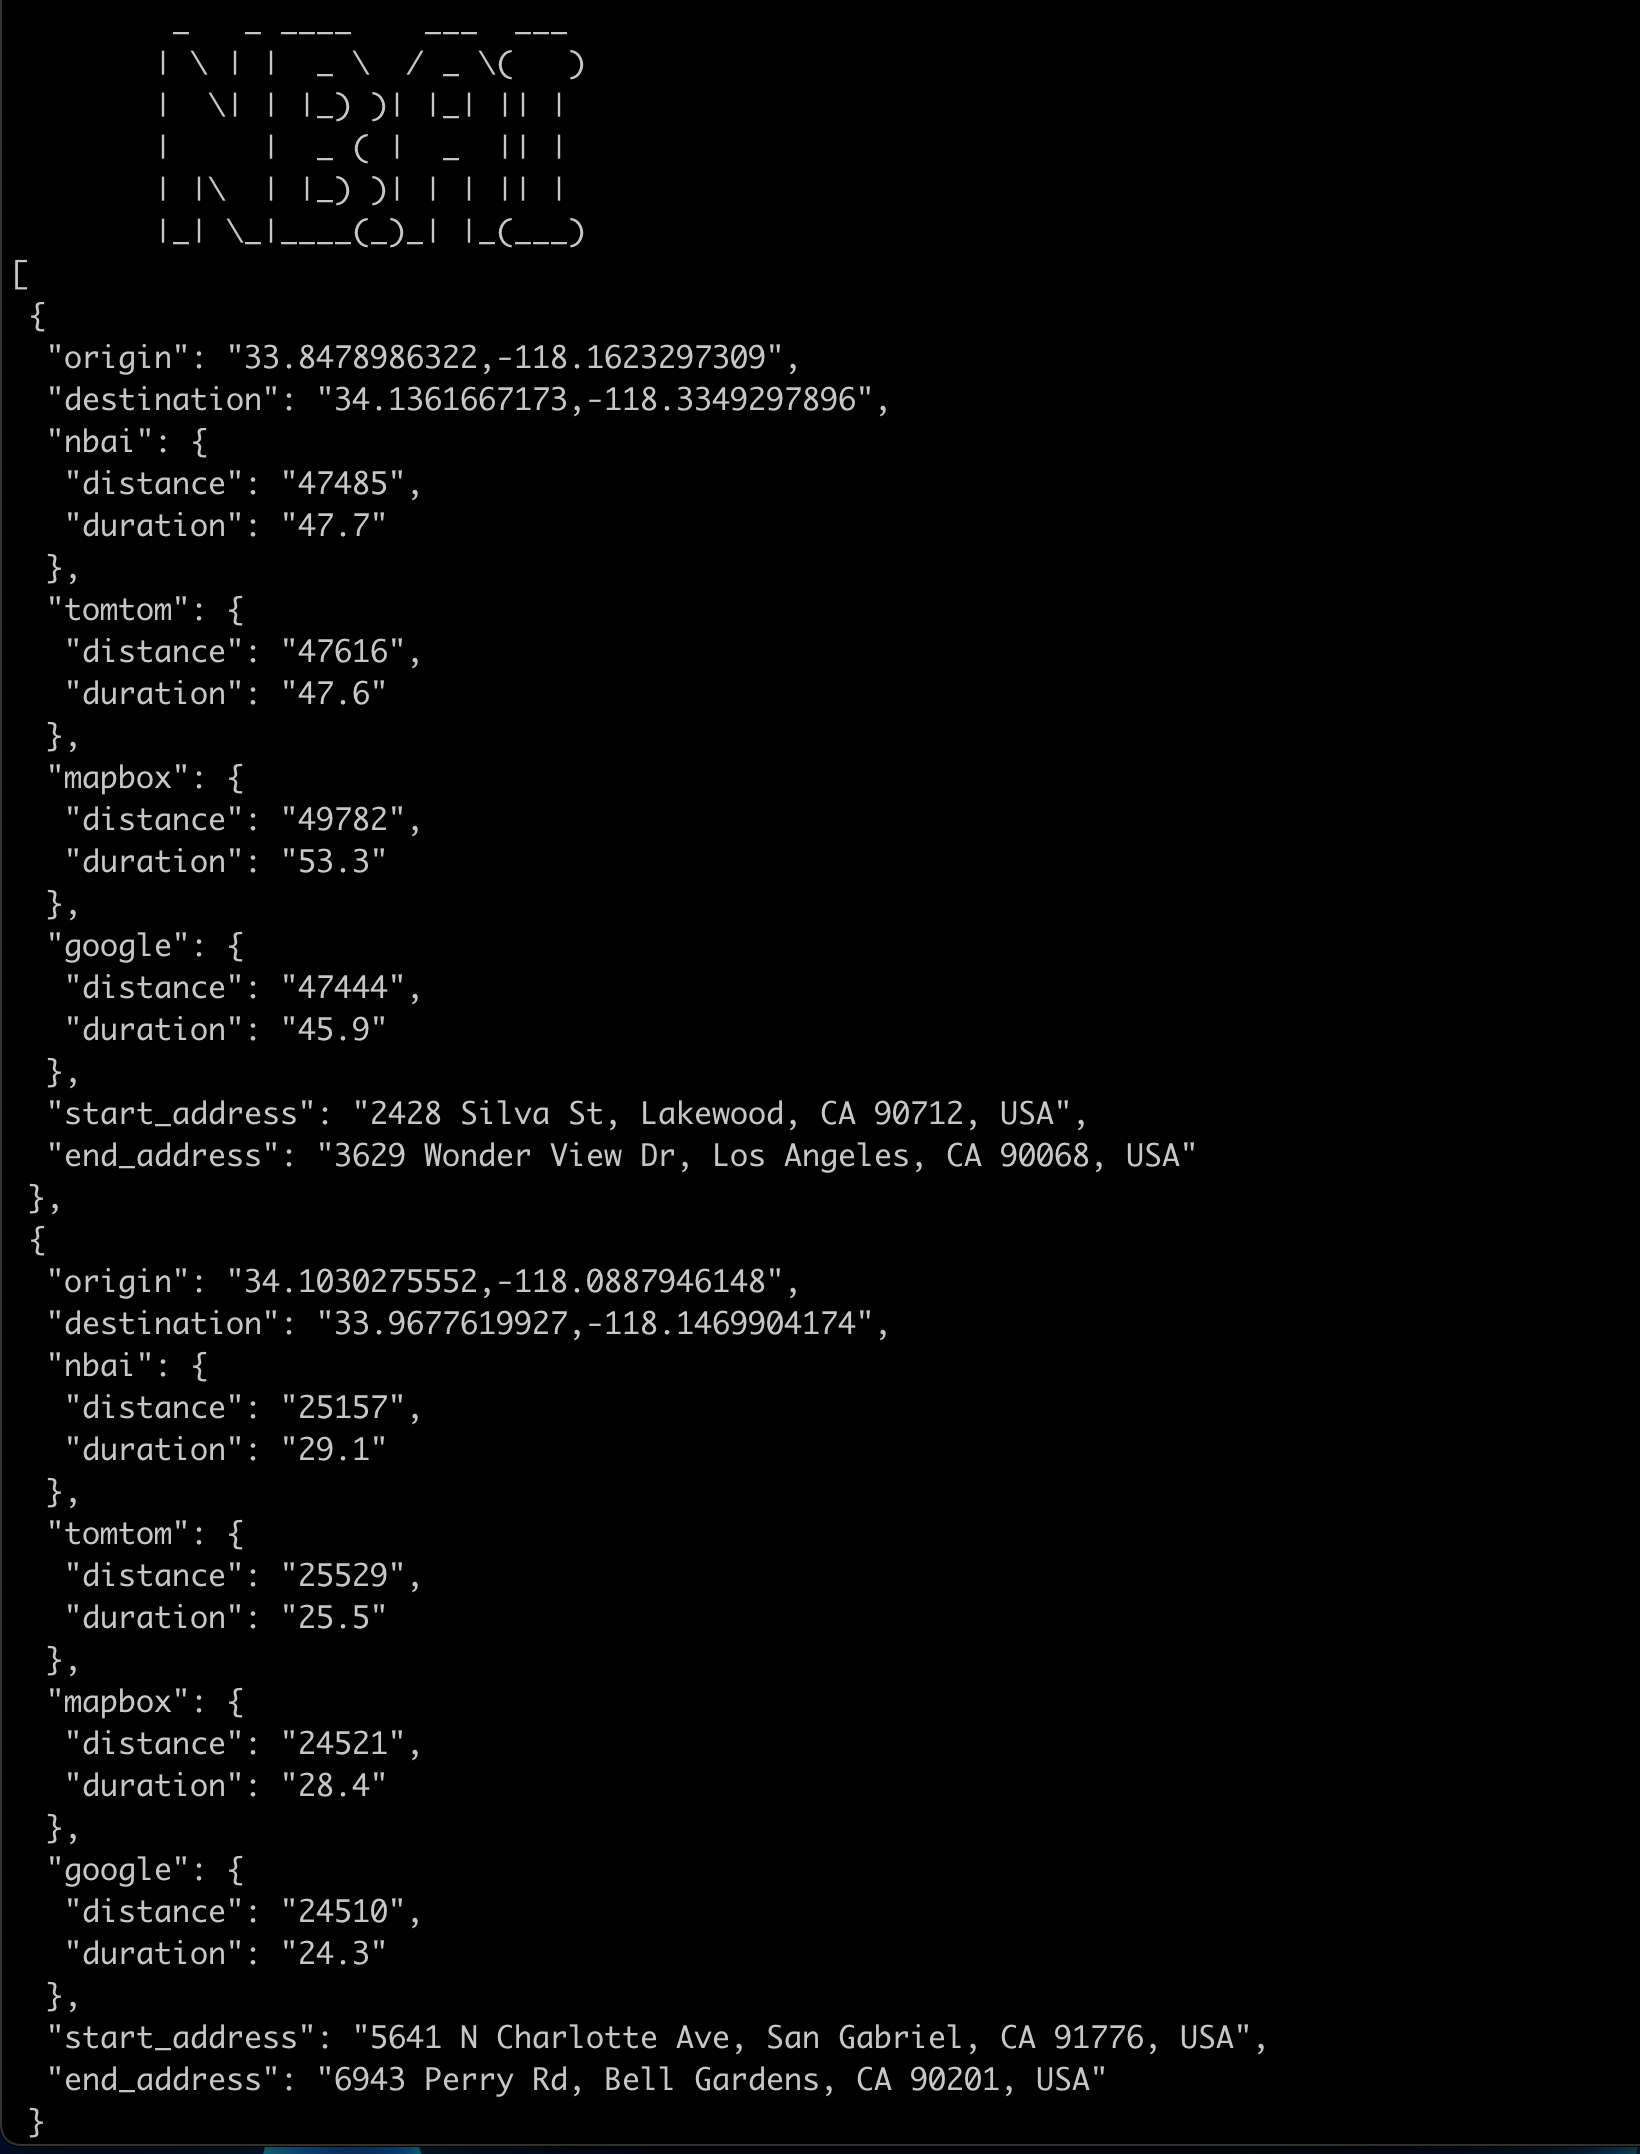 _   _ ____    ___  ___
| \ | |  _ \  / _ \(   )
|  \| | |_) )| |_| || |
|     |  _ ( |  _  || |
| |\  | |_) )| | | || |
|_| \_|____(_)_| |_(___)
[
{
"origin": "33.8478986322,-118.1623297309",
"destination": "34.1361667173,-118.3349297896",
"nbai": {
"distance": "47485",
"duration": "47.7"
},
"tomtom": {
"distance": "47616",
"duration": "47.6"
},
"mapbox": {
"distance": "49782",
"duration": "53.3"
},
"google": {
"distance": "47444",
"duration": "45.9"
},
"start_address": "2428 Silva St, Lakewood, CA 90712, USA",
"end_address": "3629 Wonder View Dr, Los Angeles, CA 90068, USA"
},
{
"origin": "34.1030275552,-118.0887946148",
"destination": "33.9677619927,-118.1469904174",
"nbai": {
"distance": "25157",
"duration": "29.1"
},
"tomtom": {
"distance": "25529",
"duration": "25.5"
},
"mapbox": {
"distance": "24521",
"duration": "28.4"
},
"google": {
"distance": "24510",
"duration": "24.3"
},
"start_address": "5641 N Charlotte Ave, San Gabriel, CA 91776, USA",
"end_address": "6943 Perry Rd, Bell Gardens, CA 90201, USA"
}